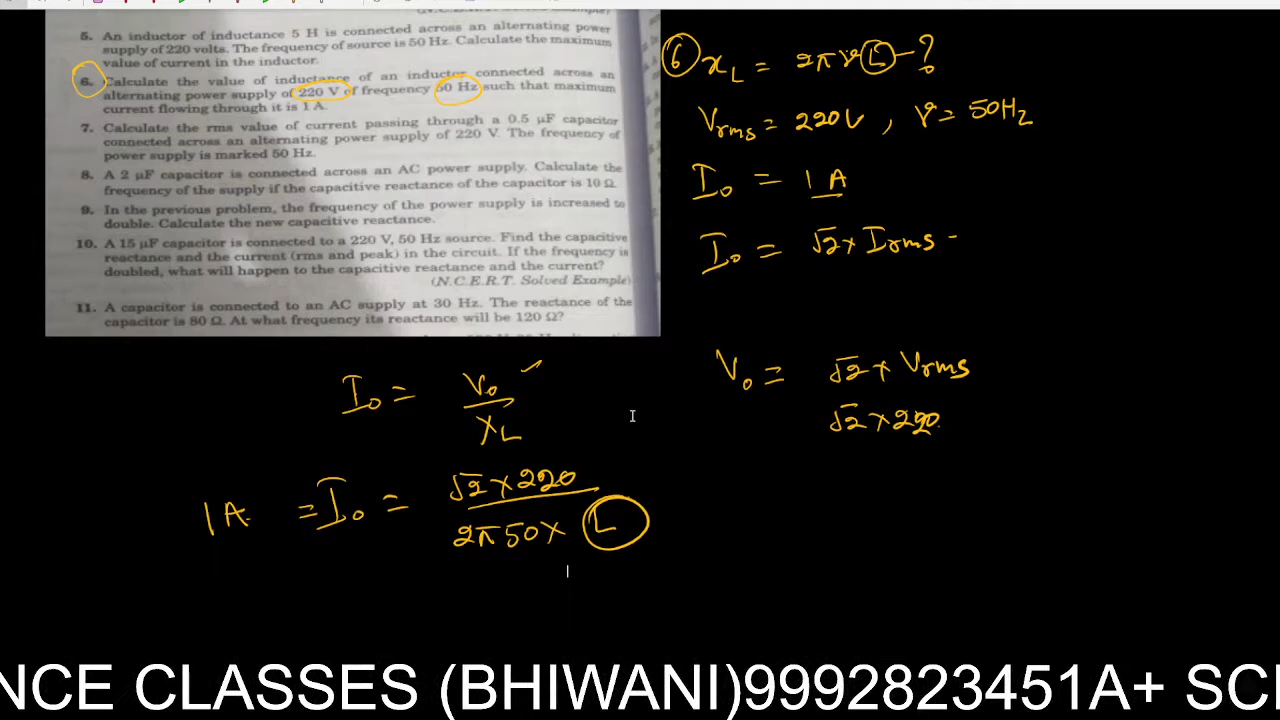 5. An inductor of inductance 5 H is connected across an alternating power
supply of 220 volts. The frequency of source is 50 Hz. Calculate the maximum
value of current in the inductor.
6. Calculate the value of inductance of an inductor connected across an
alternating power supply of 220 V of frequency 50 Hz such that maximum
current flowing through it is 1 A.
7. Calculate the rms value of current passing through a 0.5 μF capacitor
connected across an alternating power supply of 220 V. The frequency of
power supply is marked 50 Hz.
8. A 2 μF capacitor is connected across an AC power supply. Calculate the
frequency of the supply if the capacitive reactance of the capacitor is 10 Ω.
9. In the previous problem, the frequency of the power supply is increased to
double. Calculate the new capacitive reactance.
10. A 15 μF capacitor is connected to a 220 V, 50 Hz source. Find the capacitive
reactance and the current (rms and peak) in the circuit. If the frequency is
doubled, what will happen to the capacitive reactance and the current?
(N.C.E.R.T. Solved Example)
11. A capacitor is connected to an AC supply at 30 Hz. The reactance of the
capacitor is 80 Ω. At what frequency its reactance will be 120 Ω?
6 xL = 2πνL - ?
Vrms = 220V, ν = 50Hz
I₀ = 1 A
I₀ = √2 × Irms -
I₀ = V₀ / XL
V₀ = √2 × Vrms
√2 × 220
1A. = I₀ = √2 × 220 / 2π 50 × L
NCE CLASSES (BHIWANI)9992823451A+ SCI